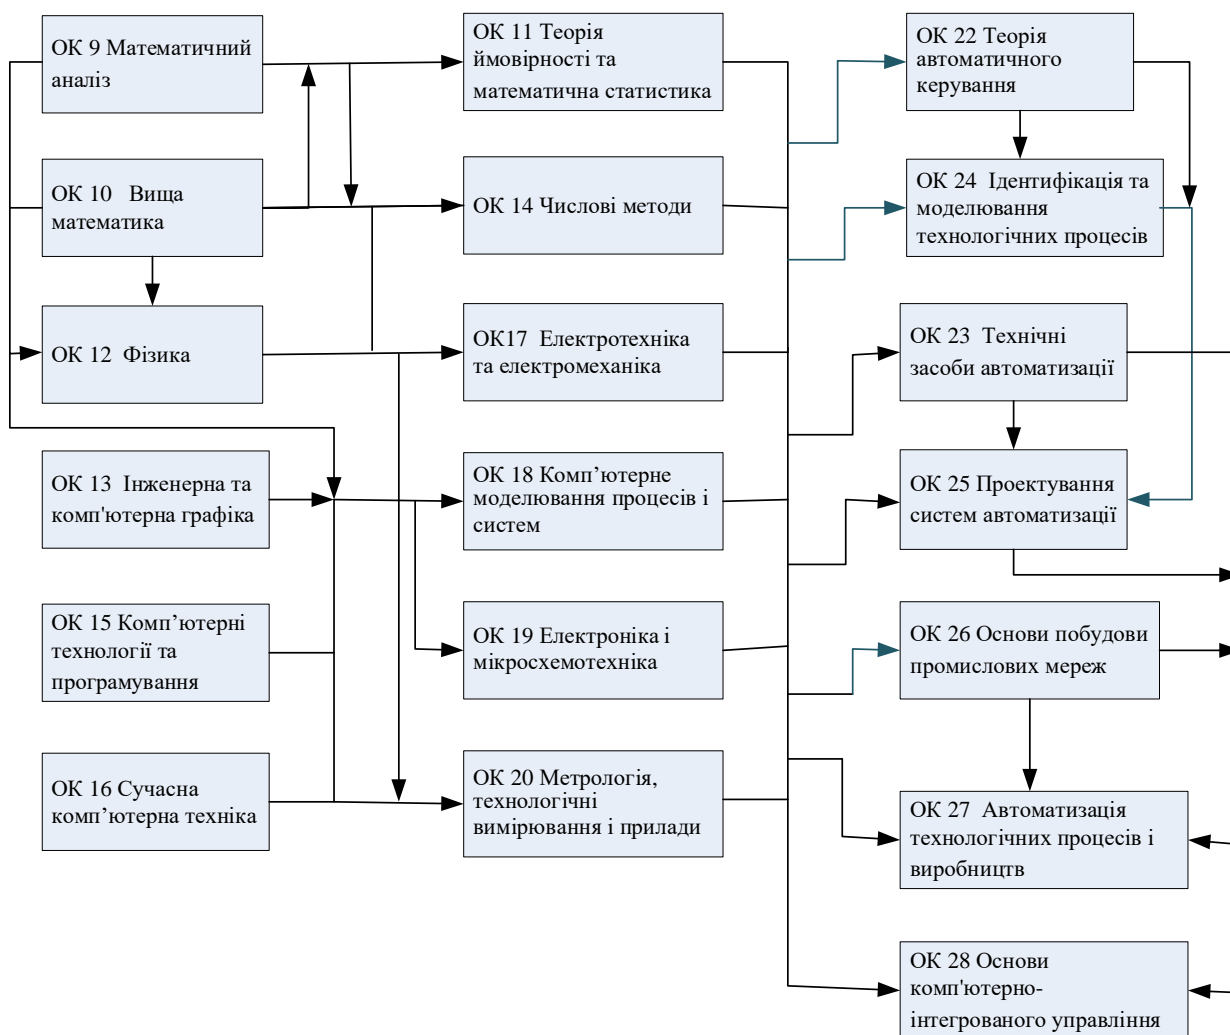 ОК 9 Математичний
аналіз
ОК 10 Вища
математика
ОК 12 Фізика
ОК 13 Інженерна та
комп'ютерна графіка
ОК 15 Комп’ютерні
технології та
програмування
ОК 16 Сучасна
комп’ютерна техніка
ОК 11 Теорія
ймовірності та
математична статистика
ОК 14 Числові методи
ОК17 Електротехніка
та електромеханіка
ОК 18 Комп’ютерне
моделювання процесів і
систем
ОК 19 Електроніка і
мікросхемотехніка
ОК 20 Метрологія,
технологічні
вимірювання і прилади
ОК 22 Теорія
автоматичного
керування
ОК 24 Ідентифікація та
моделювання
технологічних процесів
ОК 23 Технічні
засоби автоматизації
ОК 25 Проектування
систем автоматизації
ОК 26 Основи побудови
промислових мереж
ОК 27 Автоматизація
технологічних процесів і
виробництв
ОК 28 Основи
комп'ютерно-
інтегрованого управління